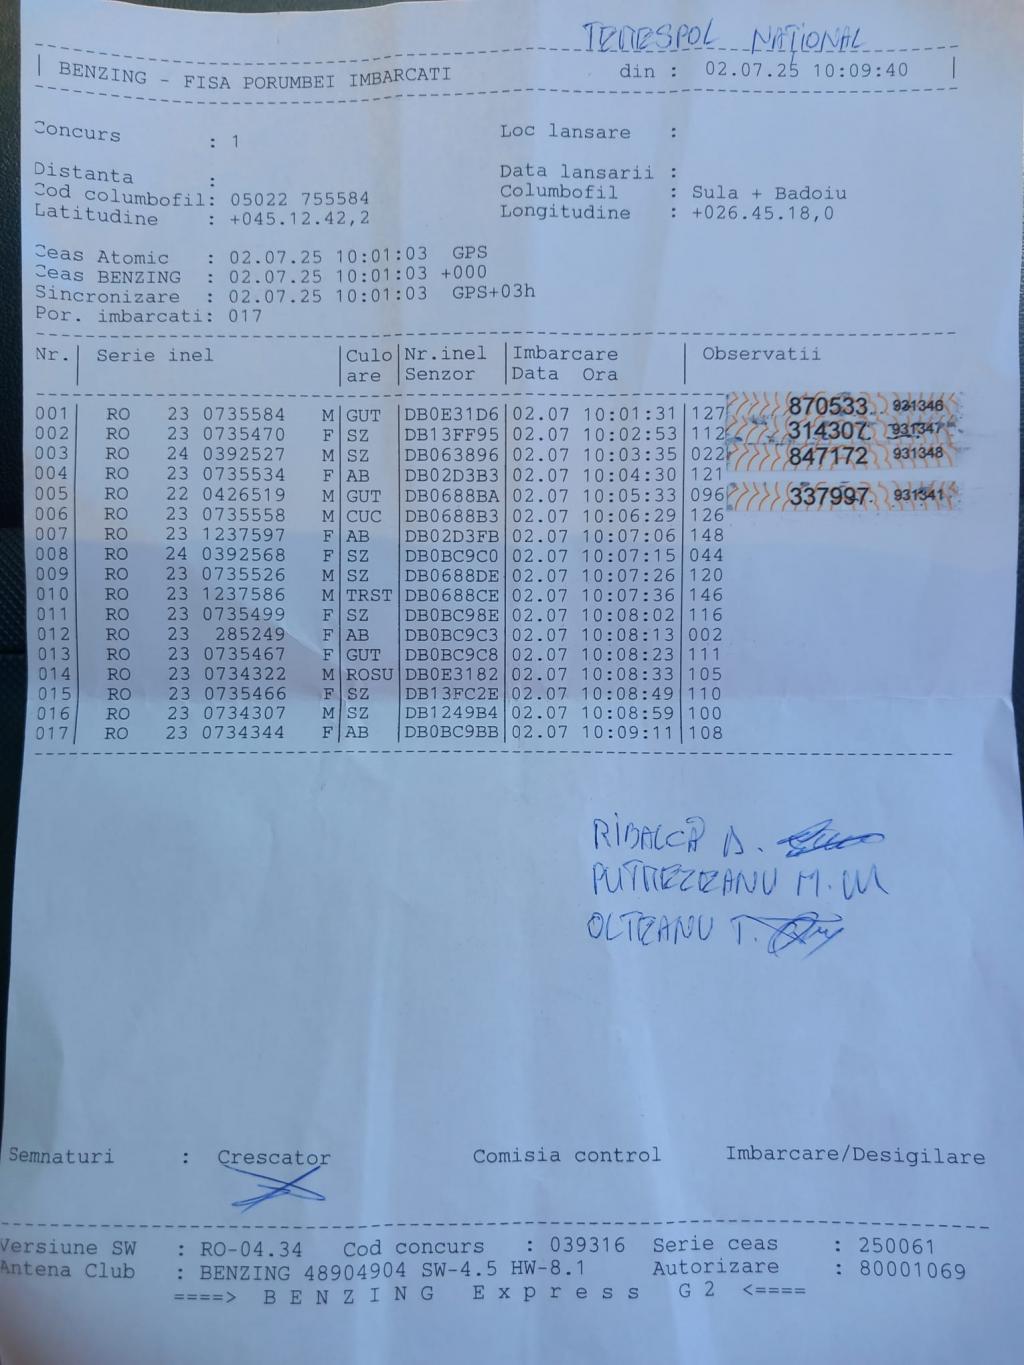 TERRESPOL NAȚIONAL
| BENZING - FISA PORUMBEI IMBARCATI din : 02.07.25 10:09:40 |
Concurs : 1 Loc lansare :
Distanta : Data lansarii :
Cod columbofil: 05022 755584 Columbofil : Sula + Badoiu
Latitudine : +045.12.42,2 Longitudine : +026.45.18,0
Ceas Atomic : 02.07.25 10:01:03 GPS
Ceas BENZING : 02.07.25 10:01:03 +000
Sincronizare : 02.07.25 10:01:03 GPS+03h
Por. imbarcati: 017
Nr. | Serie inel | Culo | Nr.inel | Imbarcare | Observatii
are | Senzor | Data Ora
001 | RO 23 0735584 M | GUT | DB0E31D6 | 02.07 10:01:31 | 127 870533 931346
002 | RO 23 0735470 F | SZ | DB13FF95 | 02.07 10:02:53 | 112 314307 931347
003 | RO 24 0392527 M | SZ | DB063896 | 02.07 10:03:35 | 022 847172 931348
004 | RO 23 0735534 F | AB | DB02D3B3 | 02.07 10:04:30 | 121
005 | RO 22 0426519 M | GUT | DB0688BA | 02.07 10:05:33 | 096 337997 931341
006 | RO 23 0735558 M | CUC | DB0688B3 | 02.07 10:06:29 | 126
007 | RO 23 1237597 F | AB | DB02D3FB | 02.07 10:07:06 | 148
008 | RO 24 0392568 F | SZ | DB0BC9C0 | 02.07 10:07:15 | 044
009 | RO 23 0735526 M | SZ | DB0688DE | 02.07 10:07:26 | 120
010 | RO 23 1237586 M | TRST | DB0688CE | 02.07 10:07:36 | 146
011 | RO 23 0735499 F | SZ | DB0BC98E | 02.07 10:08:02 | 116
012 | RO 23 285249 F | AB | DB0BC9C3 | 02.07 10:08:13 | 002
013 | RO 23 0735467 F | GUT | DB0BC9C8 | 02.07 10:08:23 | 111
014 | RO 23 0734322 M | ROSU | DB0E3182 | 02.07 10:08:33 | 105
015 | RO 23 0735466 F | SZ | DB13FC2E | 02.07 10:08:49 | 110
016 | RO 23 0734307 M | SZ | DB1249B4 | 02.07 10:08:59 | 100
017 | RO 23 0734344 F | AB | DB0BC9BB | 02.07 10:09:11 | 108
RIBALCĂ D.
PUTREZEANU M.
OLTEANU T.
Semnaturi : Crescator Comisia control Imbarcare/Desigilare
Versiune SW : RO-04.34 Cod concurs : 039316 Serie ceas : 250061
Antena Club : BENZING 48904904 SW-4.5 HW-8.1 Autorizare : 80001069
====> B E N Z I N G E x p r e s s G 2 <====